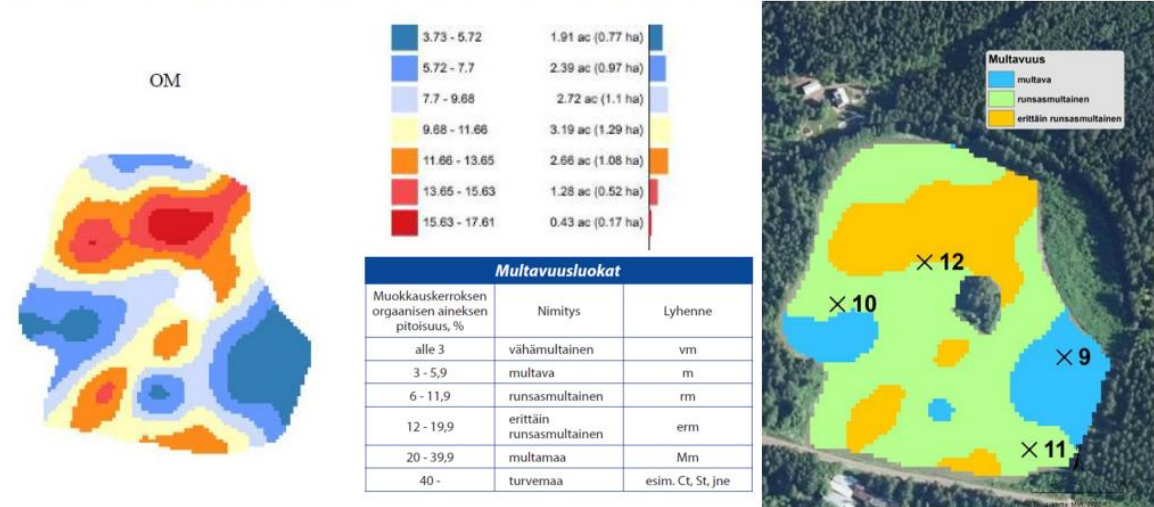 OM
3.73 - 5.72 1.91 ac (0.77 ha)
5.72 - 7.7 2.39 ac (0.97 ha)
7.7 - 9.68 2.72 ac (1.1 ha)
9.68 - 11.66 3.19 ac (1.29 ha)
11.66 - 13.65 2.66 ac (1.08 ha)
13.65 - 15.63 1.28 ac (0.52 ha)
15.63 - 17.61 0.43 ac (0.17 ha)
Multavuusluokat
Muokkauskerroksen
orgaanisen aineksen
pitoisuus, %
Nimitys
Lyhenne
alle 3 vähämultainen vm
3 - 5,9 multava m
6 - 11,9 runsasmultainen rm
12 - 19,9 erittäin
runsasmultainen erm
20 - 39,9 multamaa Mm
40 - turvemaa esim. Ct, St, jne
Multavuus
multava
runsasmultainen
erittäin runsasmultainen
12
10
9
11